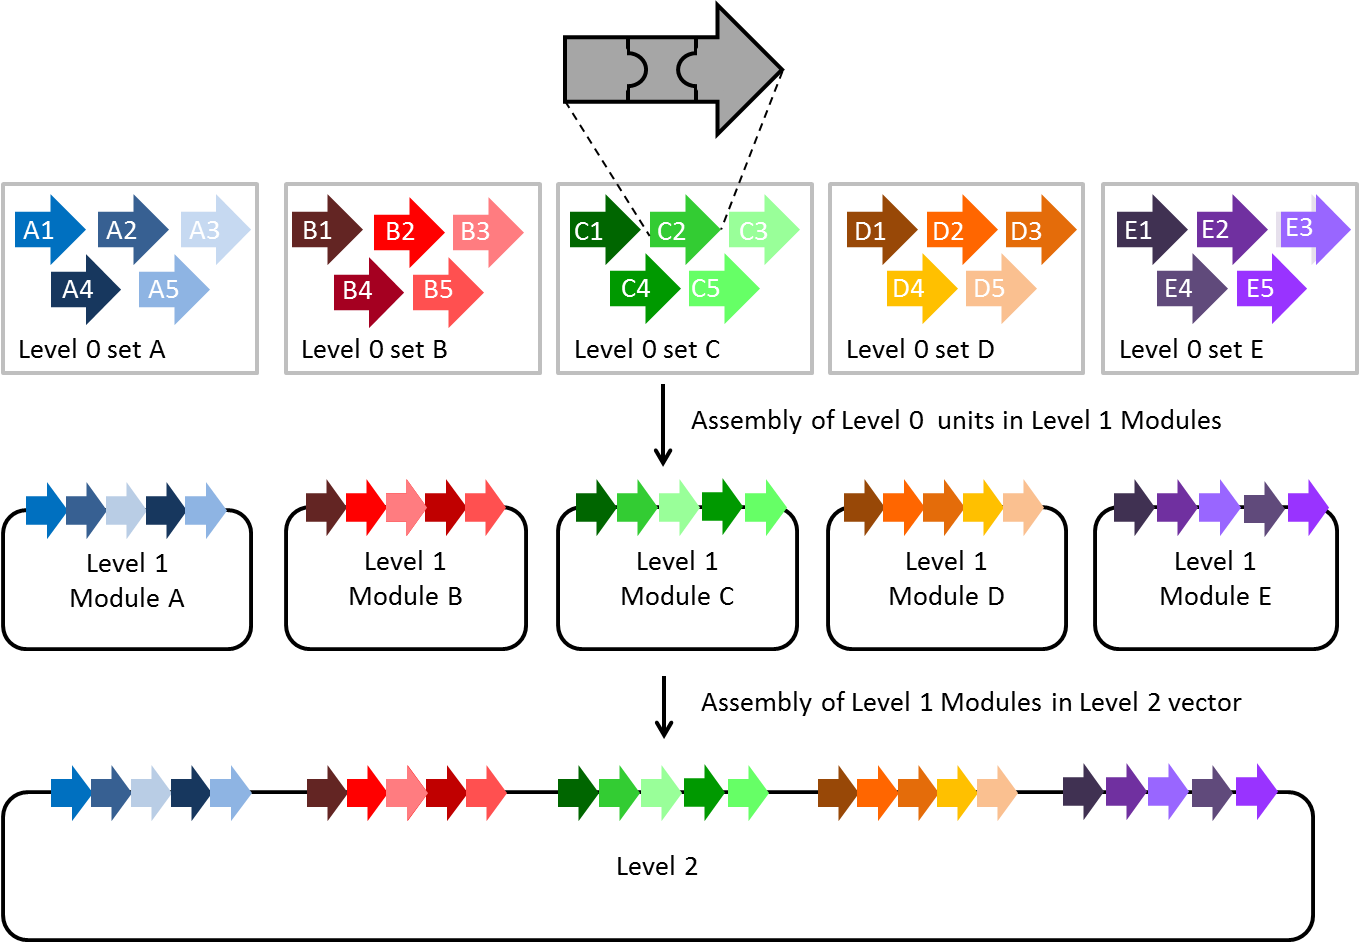 A1 A2 A3
A4 A5
Level 0 set A
B1 B2 B3
B4 B5
Level 0 set B
C1 C2 C3
C4 C5
Level 0 set C
D1 D2 D3
D4 D5
Level 0 set D
E1 E2 E3
E4 E5
Level 0 set E
Assembly of Level 0 units in Level 1 Modules
Level 1
Module A
Level 1
Module B
Level 1
Module C
Level 1
Module D
Level 1
Module E
Assembly of Level 1 Modules in Level 2 vector
Level 2